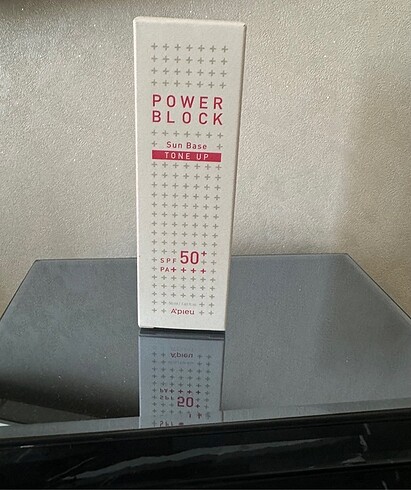 POWER
BLOCK
Sun Base
TONE UP
SPF 50+
PA++++
A'pieu